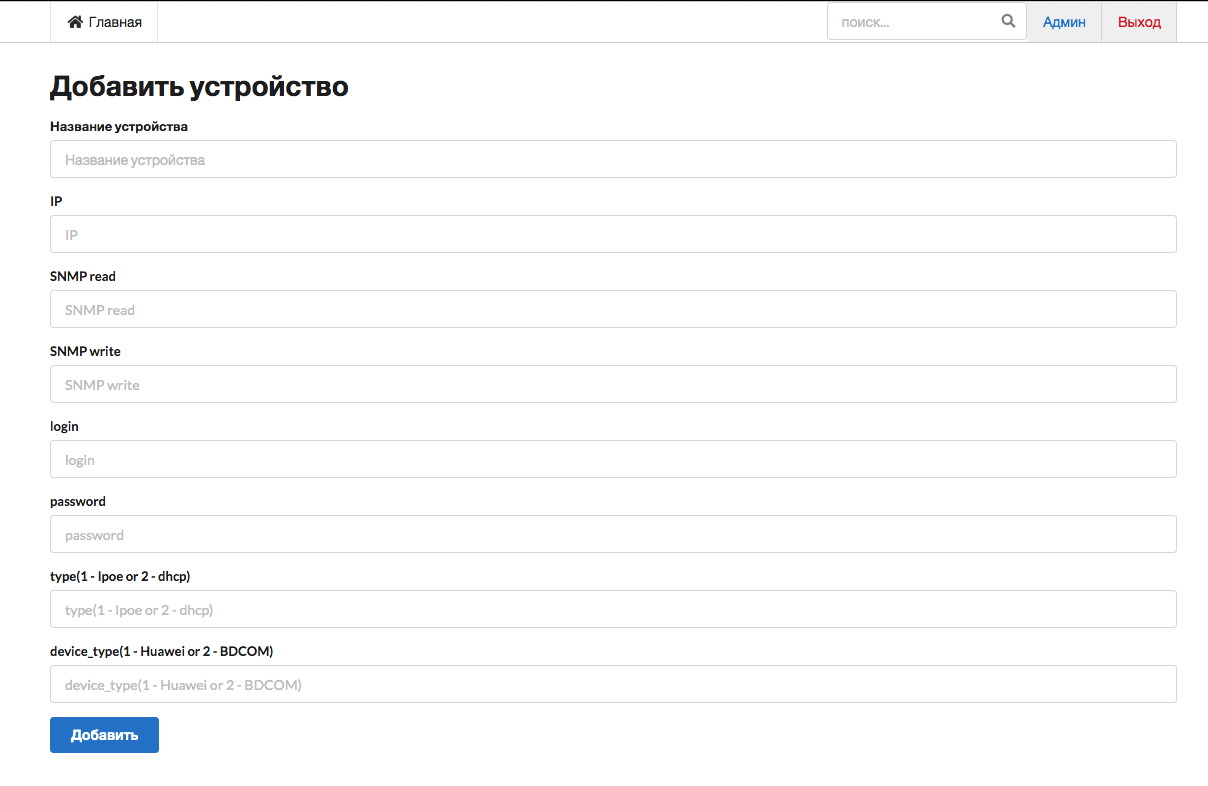 Главная
поиск...
Админ
Выход
Добавить устройство
Название устройства
Название устройства
IP
IP
SNMP read
SNMP read
SNMP write
SNMP write
login
login
password
password
type(1 - Ipoe or 2 - dhcp)
type(1 - Ipoe or 2 - dhcp)
device_type(1 - Huawei or 2 - BDCOM)
device_type(1 - Huawei or 2 - BDCOM)
Добавить